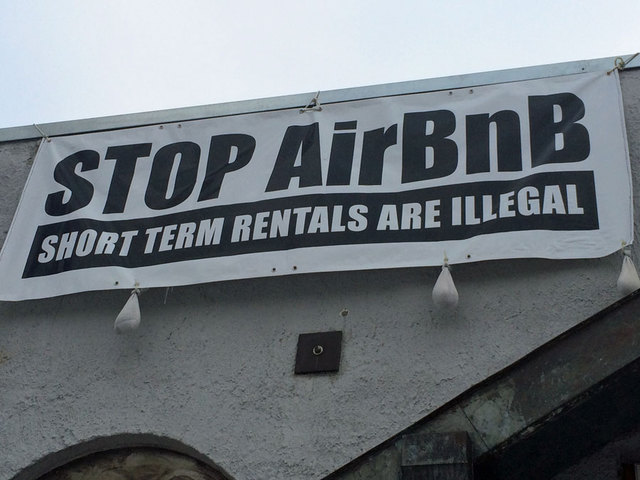 STOP AirBnB
SHORT TERM RENTALS ARE ILLEGAL